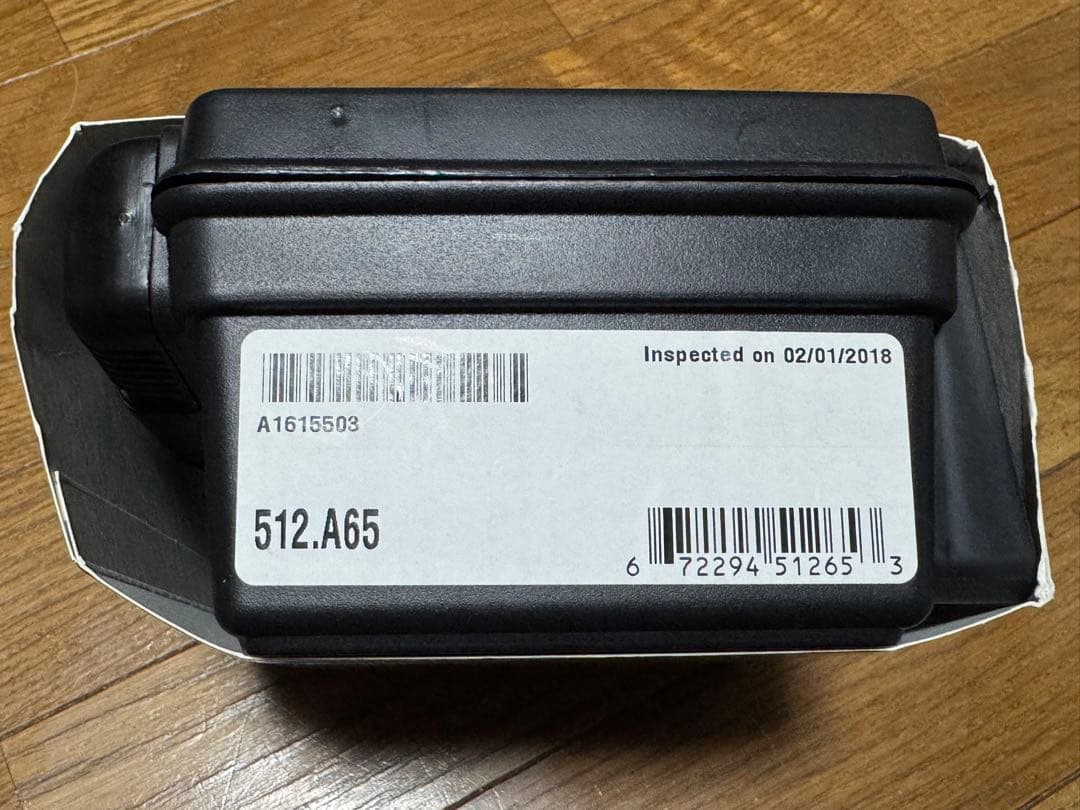 Inspected on 02/01/2018
A1615503
512.A65
6 72294 51265 3